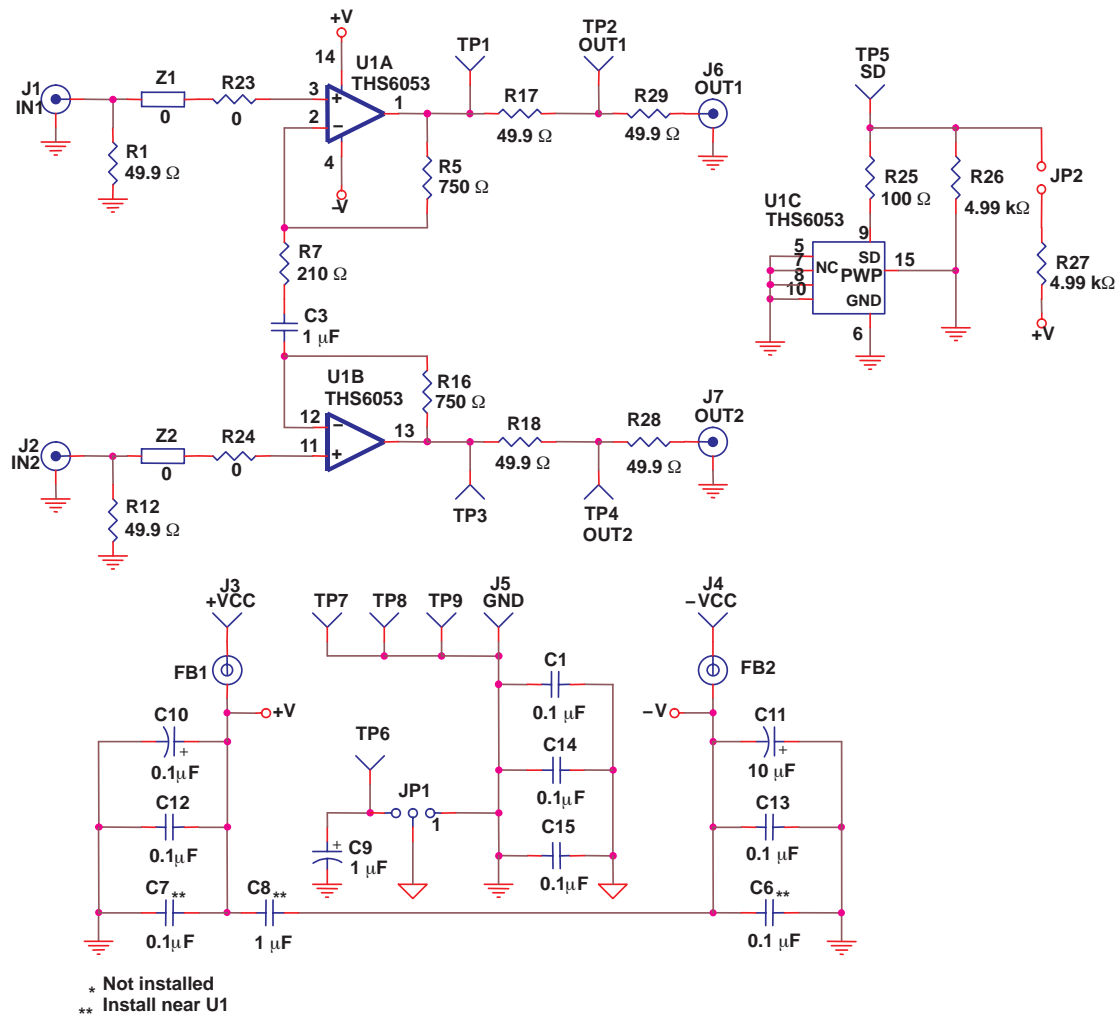 +V
14
U1A
THS6053
TP1
TP2
OUT1
J6
OUT1
TP5
SD
J1
IN1
Z1
0
R23
0
3
+
2
−
1
4
−V
R17
49.9 Ω
R29
49.9 Ω
R1
49.9 Ω
R5
750 Ω
R25
100 Ω
R26
4.99 kΩ
JP2
U1C
THS6053
9
5
7
8
10
NC
SD
PWP
GND
15
6
R27
4.99 kΩ
+V
R7
210 Ω
C3
1 μF
U1B
THS6053
R16
750 Ω
12
−
11
+
13
R18
49.9 Ω
R28
49.9 Ω
J7
OUT2
J2
IN2
Z2
0
R24
0
R12
49.9 Ω
TP3
TP4
OUT2
J3
+VCC
TP7
TP8
TP9
J5
GND
J4
−VCC
FB1
FB2
C1
0.1 μF
C10
+
0.1μF
+V
−V
C11
+
10 μF
TP6
C14
0.1μF
C12
0.1μF
JP1
1
C13
0.1 μF
C9
+
1 μF
C15
0.1μF
C7
**
0.1μF
C8
**
1 μF
C6
**
0.1 μF
* Not installed
** Install near U1